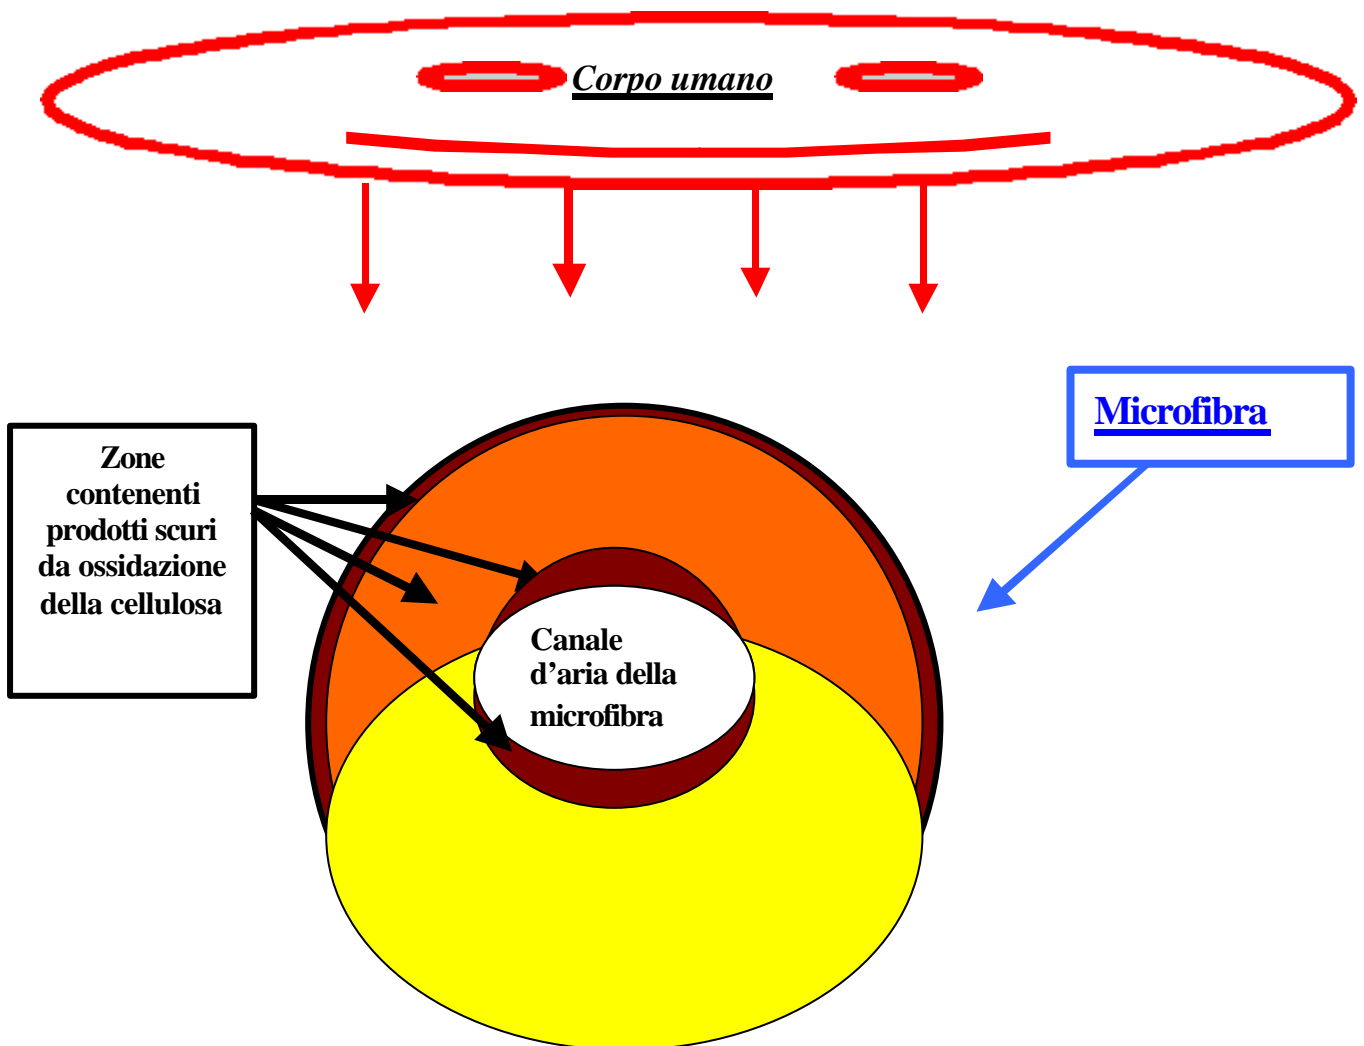 Corpo umano
Microfibra
Zone
contenenti
prodotti scuri
da ossidazione
della cellulosa
Canale
d’aria della
microfibra